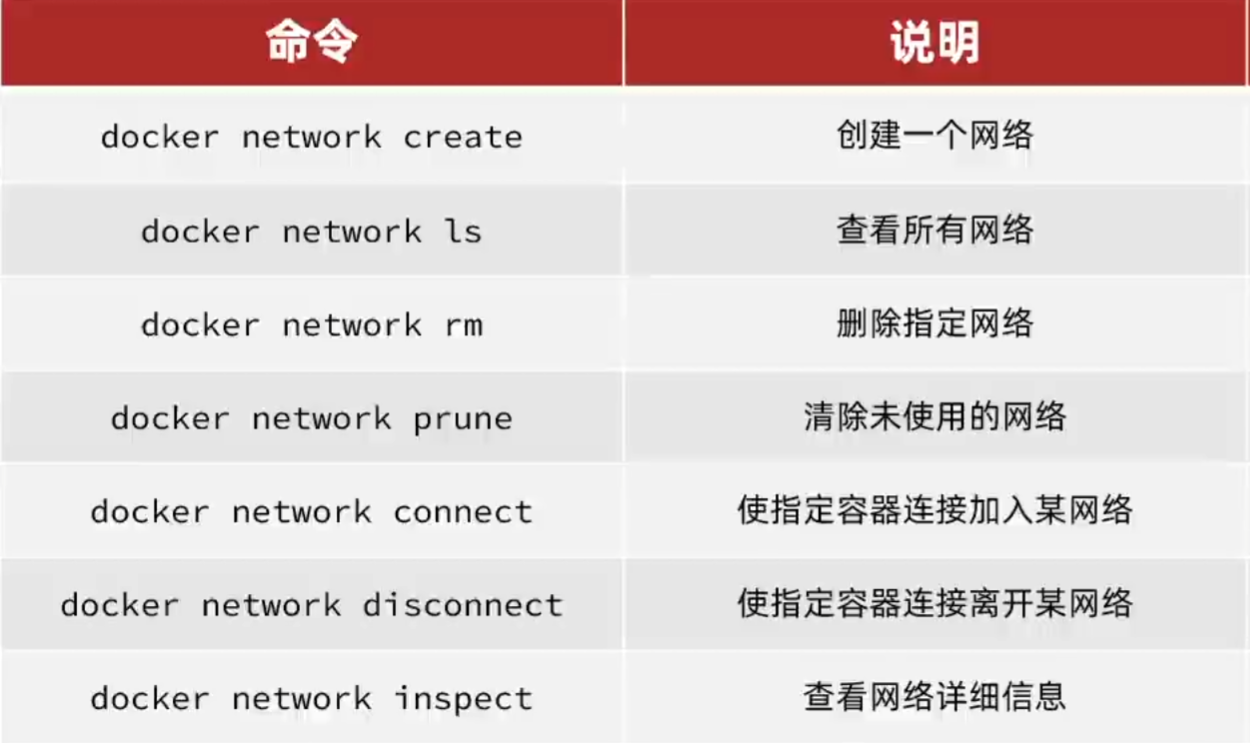 命令 说明
docker network create 创建一个网络
docker network ls 查看所有网络
docker network rm 删除指定网络
docker network prune 清除未使用的网络
docker network connect 使指定容器连接加入某网络
docker network disconnect 使指定容器连接离开某网络
docker network inspect 查看网络详细信息